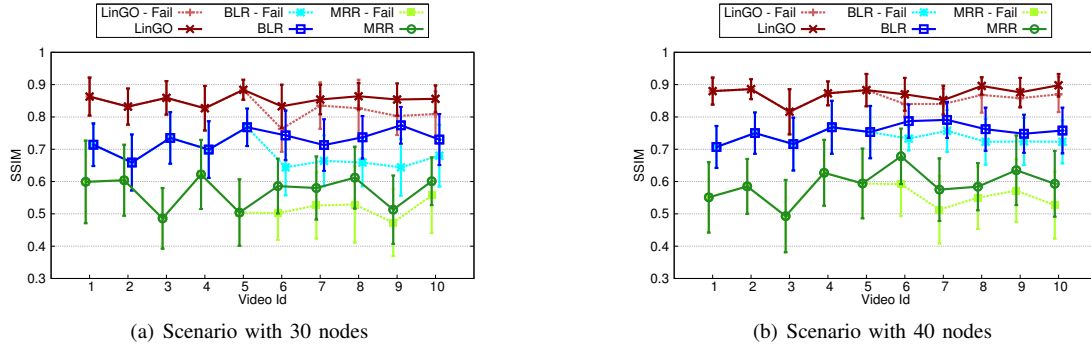 LinGO - Fail BLR - Fail MRR - Fail
LinGO BLR MRR
1
0.9
0.8
0.7
0.6
0.5
0.4
0.3
SSIM
1 2 3 4 5 6 7 8 9 10
Video Id
(a) Scenario with 30 nodes
LinGO - Fail BLR - Fail MRR - Fail
LinGO BLR MRR
1
0.9
0.8
0.7
0.6
0.5
0.4
0.3
SSIM
1 2 3 4 5 6 7 8 9 10
Video Id
(b) Scenario with 40 nodes